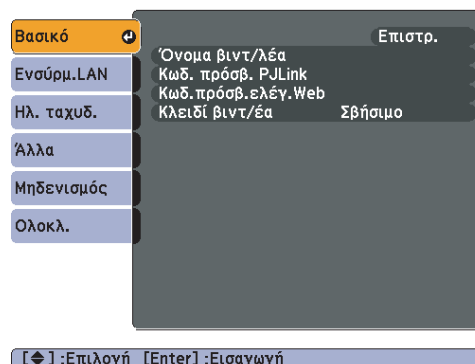 Βασικό
Ενσύρμ.LAN
Ηλ. ταχυδ.
Άλλα
Μηδενισμός
Ολοκλ.
Επιστρ.
Όνομα βιντ/λέα
Κωδ. πρόσβ. PJLink
Κωδ.πρόσβ.ελέγ.Web
Κλειδί βιντ/έα Σβήσιμο
[◆] :Επιλογή [Enter] :Εισαγωγή